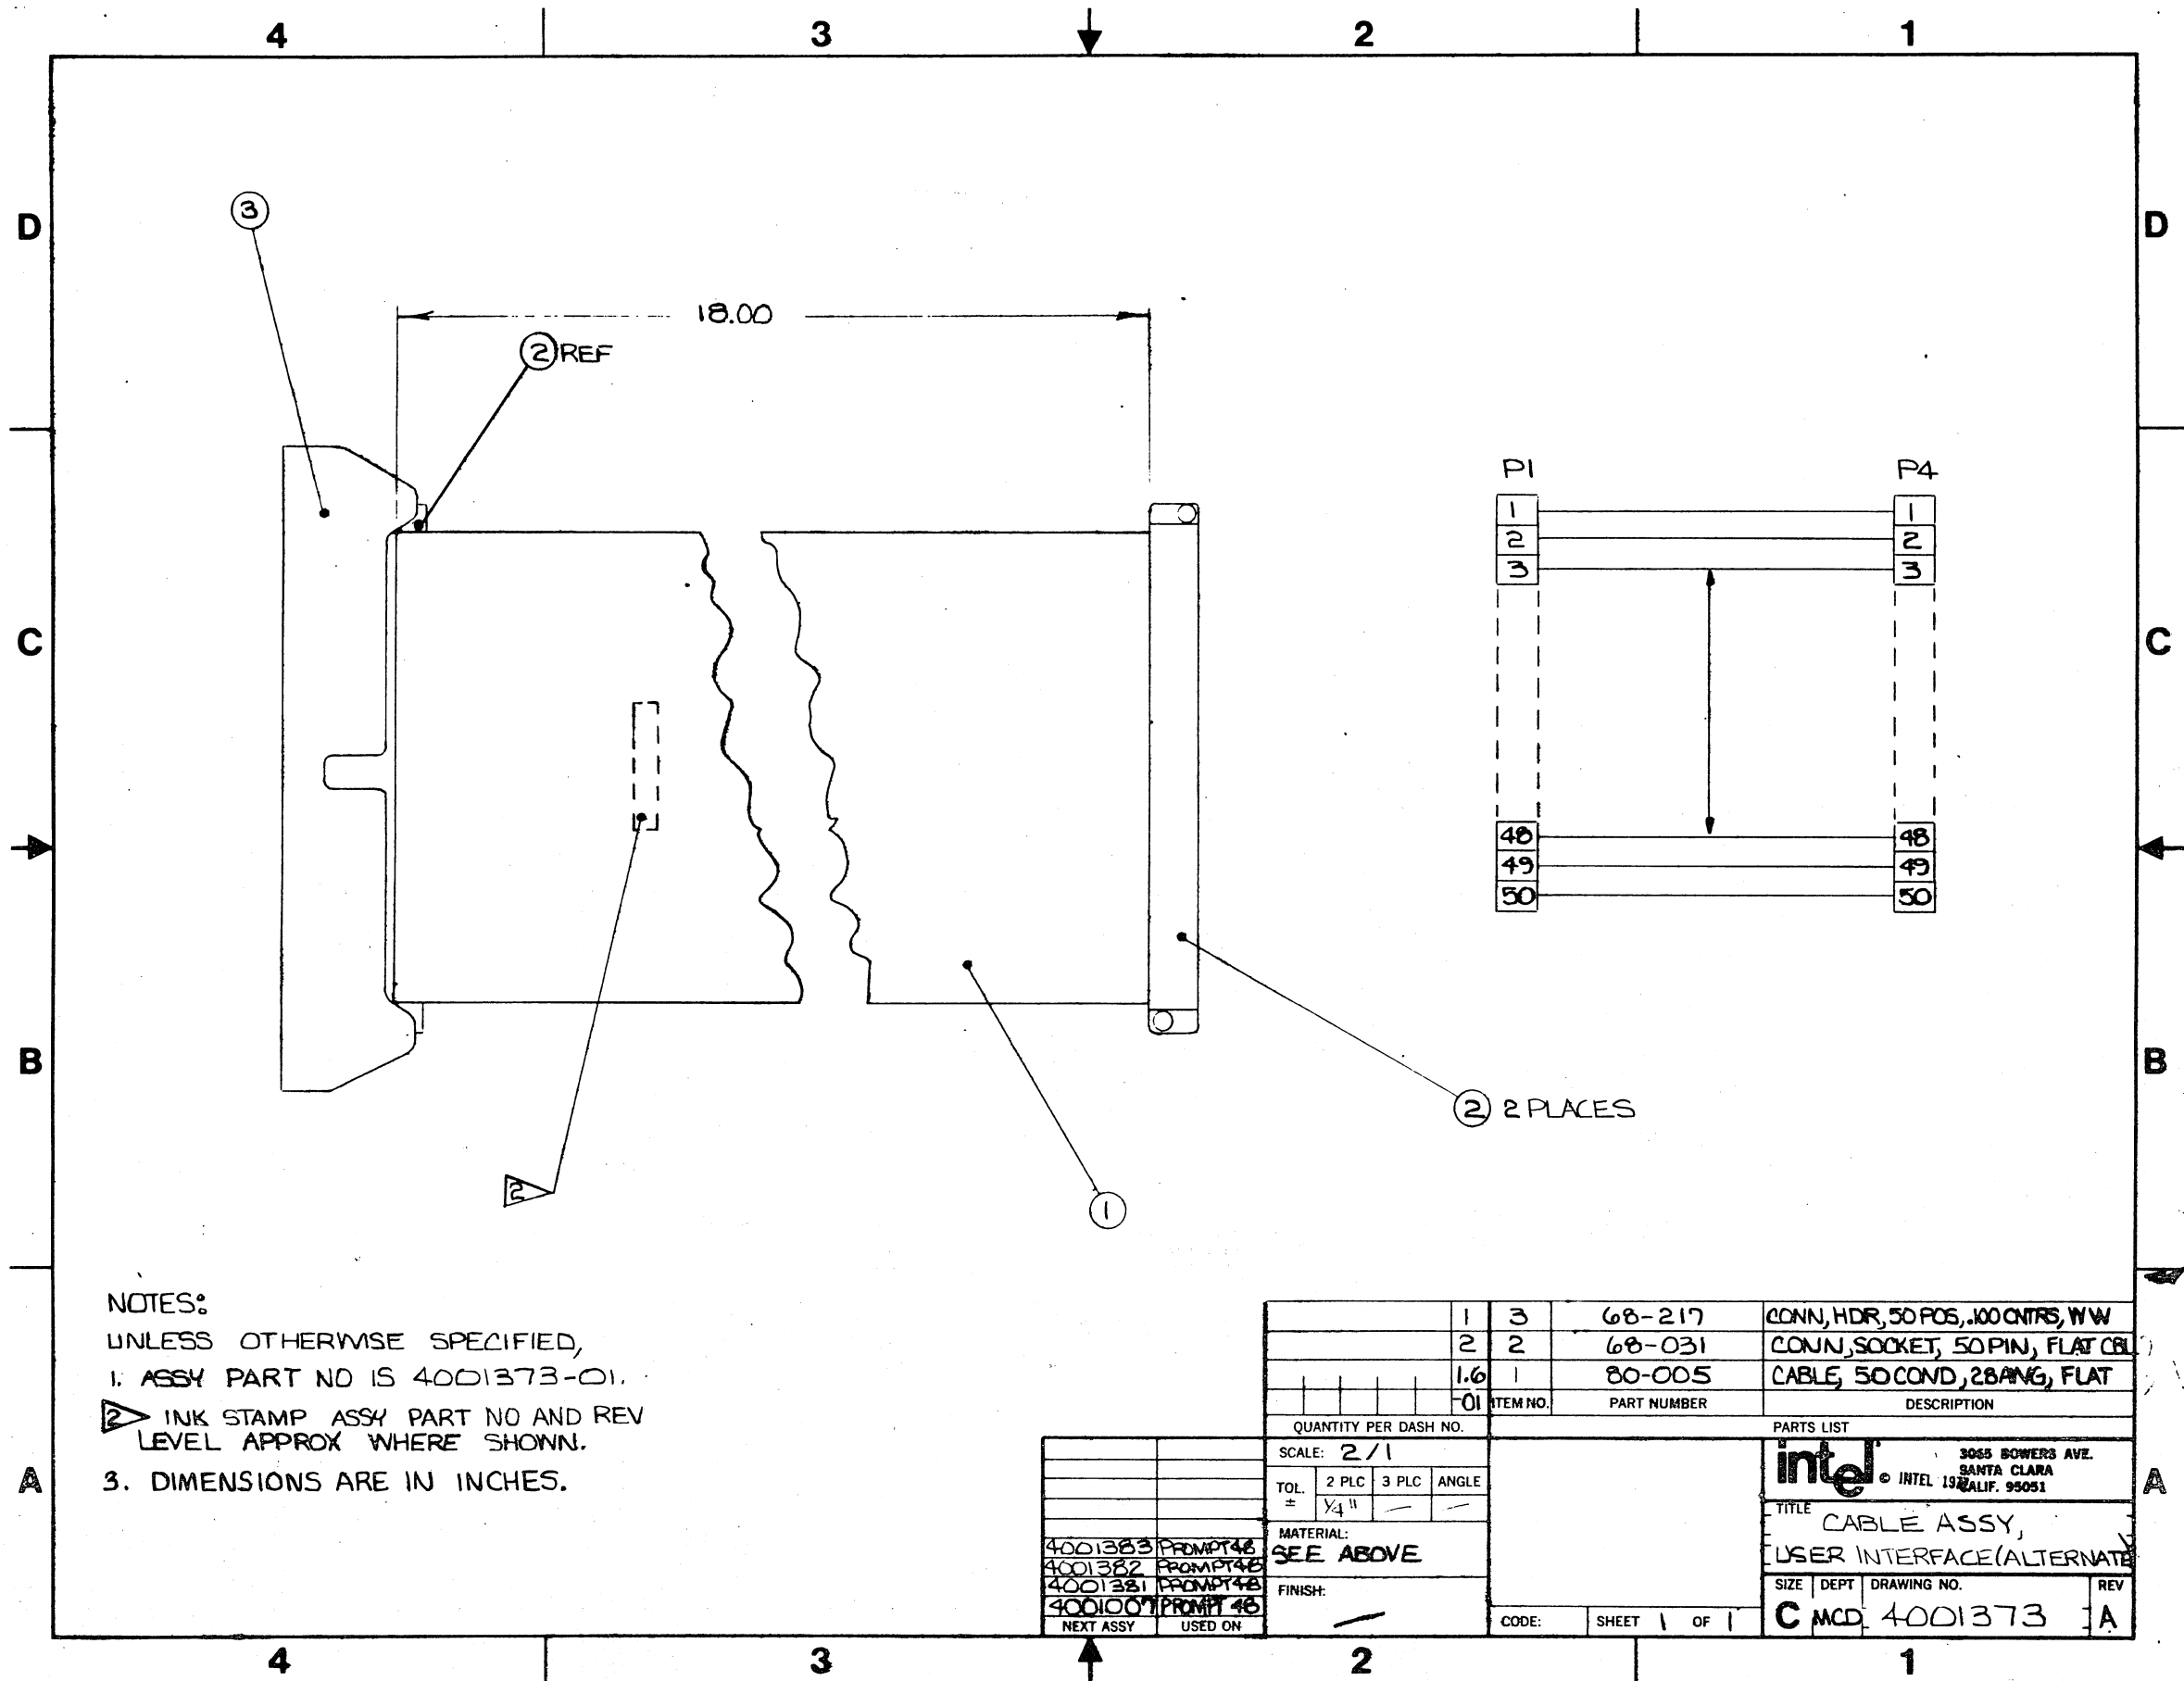 4 3 2 1
D D
3
18.00
2 REF
P1 P4
1 1
2 2
3 3
C C
48 48
49 49
50 50
B B
2 2 PLACES
2
1
NOTES:
UNLESS OTHERWISE SPECIFIED,
1. ASSY PART NO IS 4001373-01.
2 INK STAMP ASSY PART NO AND REV
LEVEL APPROX WHERE SHOWN.
3. DIMENSIONS ARE IN INCHES.
1 3 68-217 CONN, HDR, 50 POS, .100 CNTRS, WW
2 2 68-031 CONN, SOCKET, 50 PIN, FLAT CBL
1.6 1 80-005 CABLE, 50 COND, 28 AWG, FLAT
-01 ITEM NO. PART NUMBER DESCRIPTION
QUANTITY PER DASH NO. PARTS LIST
SCALE: 2/1
TOL. ± 2 PLC 3 PLC ANGLE
1/4" — —
MATERIAL:
SEE ABOVE
FINISH:
—
4001383 PROMPT 48
4001382 PROMPT 48
4001381 PROMPT 48
4001007 PROMPT 48
NEXT ASSY USED ON
CODE: SHEET 1 OF 1
intel © INTEL
3065 BOWERS AVE.
SANTA CLARA
CALIF. 95051
TITLE CABLE ASSY,
USER INTERFACE (ALTERNATE)
SIZE DEPT DRAWING NO. REV
C MCD 4001373 A
A A
4 3 2 1